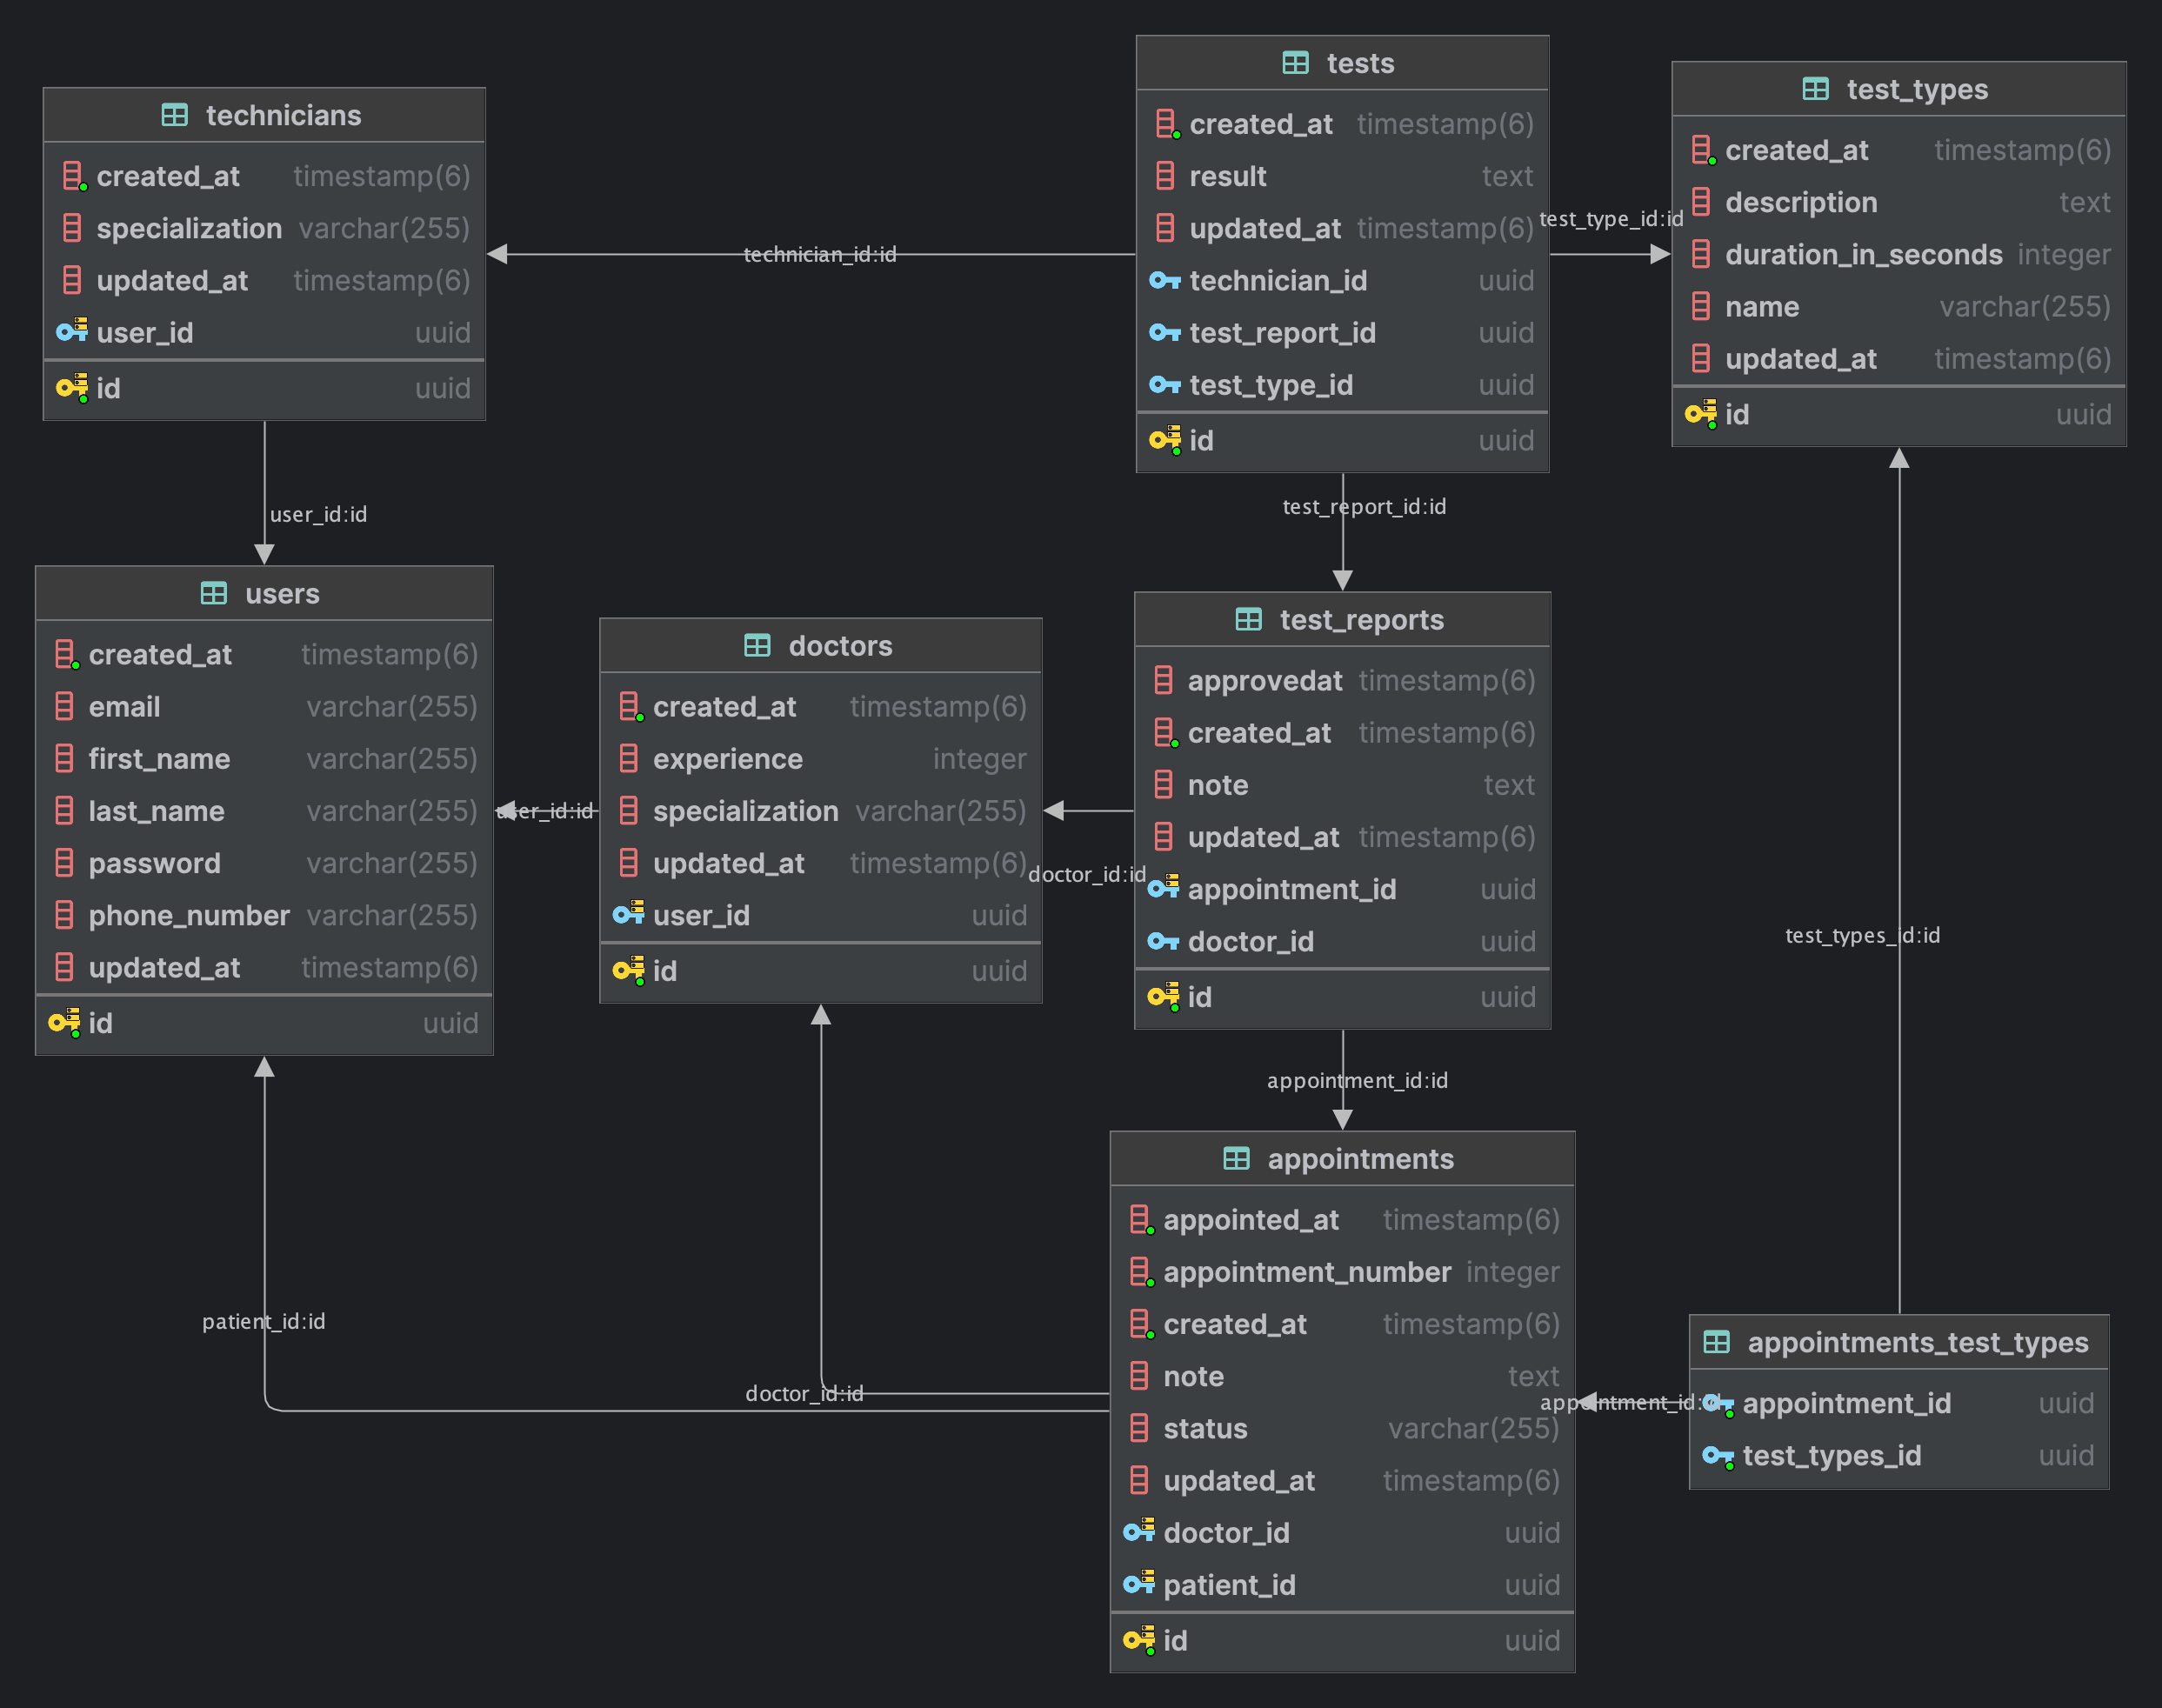 technicians
created_at timestamp(6)
specialization varchar(255)
updated_at timestamp(6)
user_id uuid
id uuid
tests
created_at timestamp(6)
result text
updated_at timestamp(6)
technician_id uuid
test_report_id uuid
test_type_id uuid
id uuid
test_types
created_at timestamp(6)
description text
duration_in_seconds integer
name varchar(255)
updated_at timestamp(6)
id uuid
technician_id:id
test_type_id:id
user_id:id
test_report_id:id
users
created_at timestamp(6)
email varchar(255)
first_name varchar(255)
last_name varchar(255)
password varchar(255)
phone_number varchar(255)
updated_at timestamp(6)
id uuid
user_id:id
doctors
created_at timestamp(6)
experience integer
specialization varchar(255)
updated_at timestamp(6)
user_id uuid
id uuid
doctor_id:id
test_reports
approvedat timestamp(6)
created_at timestamp(6)
note text
updated_at timestamp(6)
appointment_id uuid
doctor_id uuid
id uuid
test_types_id:id
appointment_id:id
patient_id:id
doctor_id:id
appointments
appointed_at timestamp(6)
appointment_number integer
created_at timestamp(6)
note text
status varchar(255)
updated_at timestamp(6)
doctor_id uuid
patient_id uuid
id uuid
appointment_id:id
appointments_test_types
appointment_id uuid
test_types_id uuid